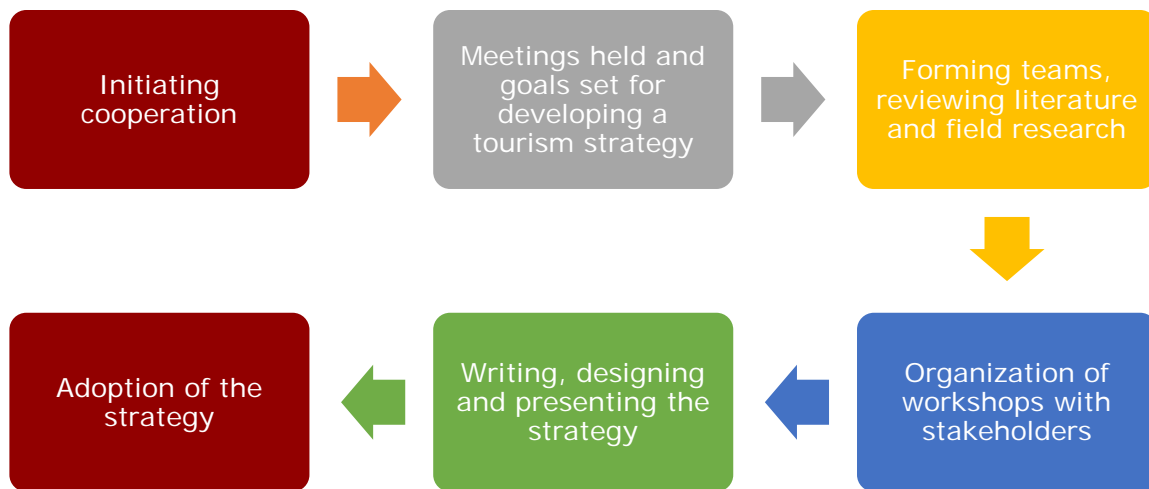 Initiating
cooperation
Meetings held and
goals set for
developing a
tourism strategy
Forming teams,
reviewing literature
and field research
Organization of
workshops with
stakeholders
Writing, designing
and presenting the
strategy
Adoption of the
strategy